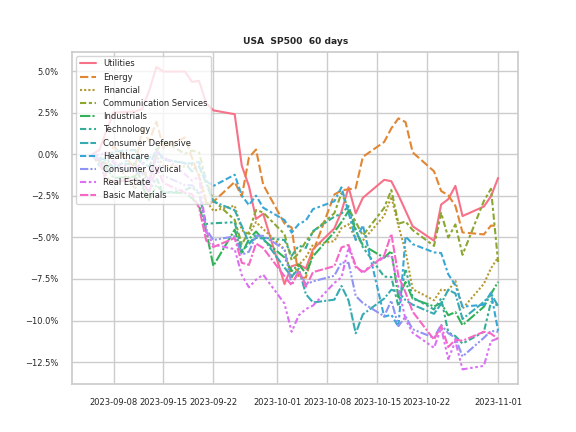 USA SP500 60 days
Utilities
Energy
Financial
Communication Services
Industrials
Technology
Consumer Defensive
Healthcare
Consumer Cyclical
Real Estate
Basic Materials
5.0%
2.5%
0.0%
−2.5%
−5.0%
−7.5%
−10.0%
−12.5%
2023-09-08 2023-09-15 2023-09-22 2023-10-01 2023-10-08 2023-10-15 2023-10-22 2023-11-01